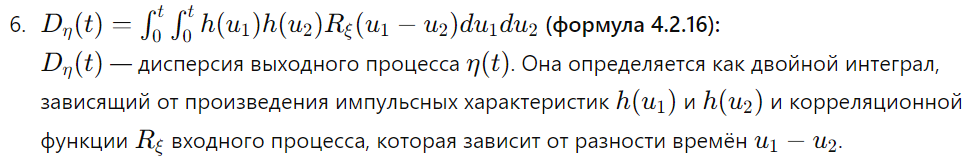 6. $D_\eta(t) = \int_0^t \int_0^t h(u_1)h(u_2)R_\xi(u_1 - u_2)du_1du_2$ (формула 4.2.16):
$D_\eta(t)$ — дисперсия выходного процесса $\eta(t)$. Она определяется как двойной интеграл,
зависящий от произведения импульсных характеристик $h(u_1)$ и $h(u_2)$ и корреляционной
функции $R_\xi$ входного процесса, которая зависит от разности времён $u_1 - u_2$.